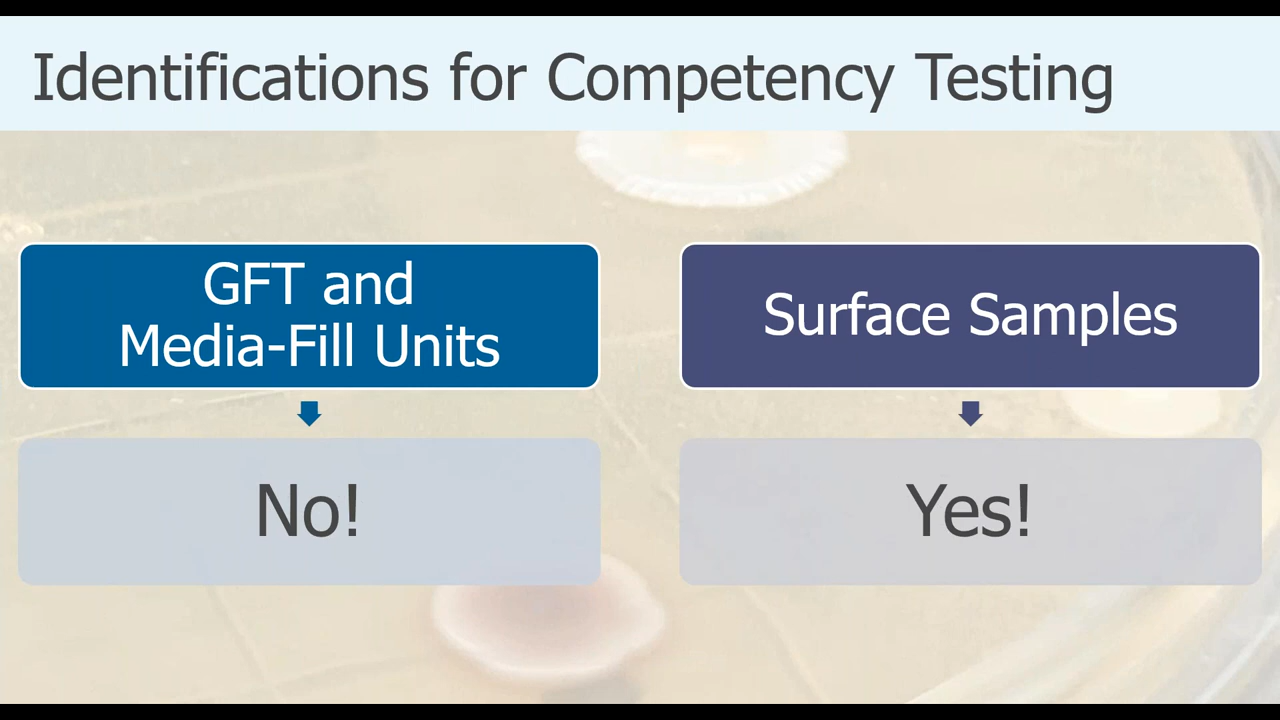 Identifications for Competency Testing
GFT and
Media-Fill Units
Surface Samples
No!
Yes!